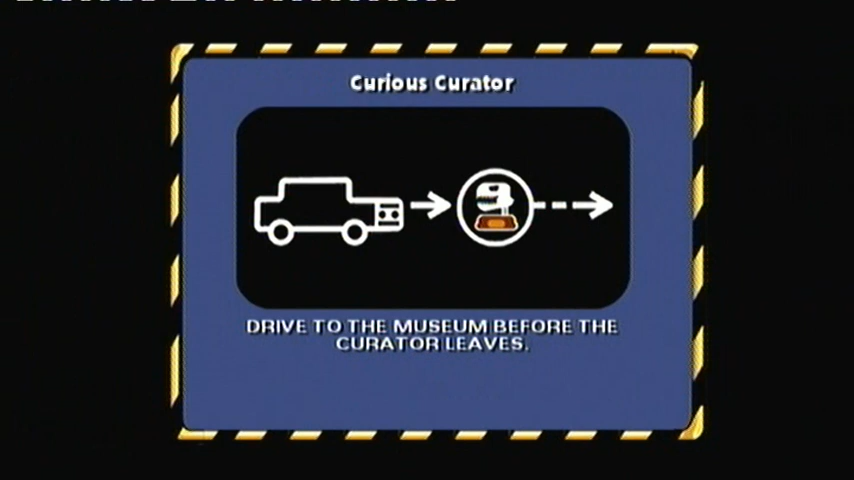 Curious Curator
DRIVE TO THE MUSEUM BEFORE THE
CURATOR LEAVES.